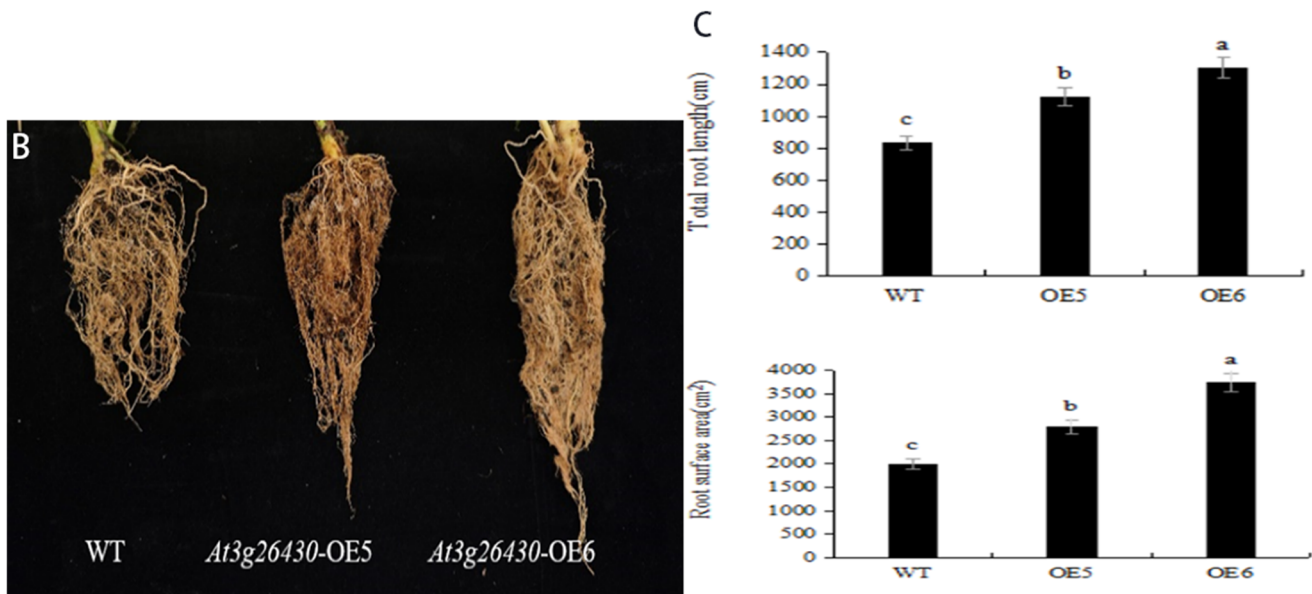 B
WT At3g26430-OE5 At3g26430-OE6
C
Total root length(cm)
1400
1200
1000
800
600
400
200
0
c
b
a
WT OE5 OE6
Root surface area(cm²)
4000
3500
3000
2500
2000
1500
1000
500
0
c
b
a
WT OE5 OE6